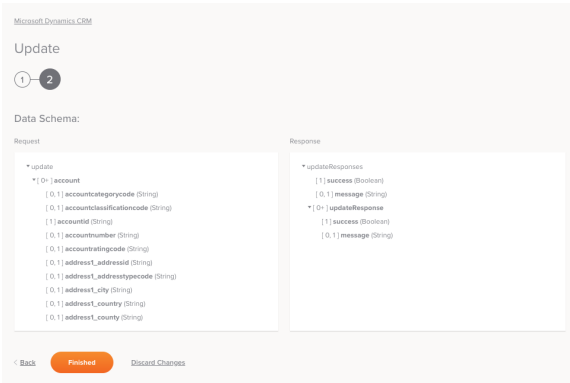 Microsoft Dynamics CRM
Update
1 2
Data Schema:
Request
update
[ 0+ ] account
[ 0, 1 ] accountcategorycode (String)
[ 0, 1 ] accountclassificationcode (String)
[ 1 ] accountid (String)
[ 0, 1 ] accountnumber (String)
[ 0, 1 ] accountratingcode (String)
[ 0, 1 ] address1_addressid (String)
[ 0, 1 ] address1_addresstypecode (String)
[ 0, 1 ] address1_city (String)
[ 0, 1 ] address1_country (String)
[ 0, 1 ] address1_county (String)
Response
updateResponses
[ 1 ] success (Boolean)
[ 0, 1 ] message (String)
[ 0+ ] updateResponse
[ 1 ] success (Boolean)
[ 0, 1 ] message (String)
< Back Finished Discard Changes